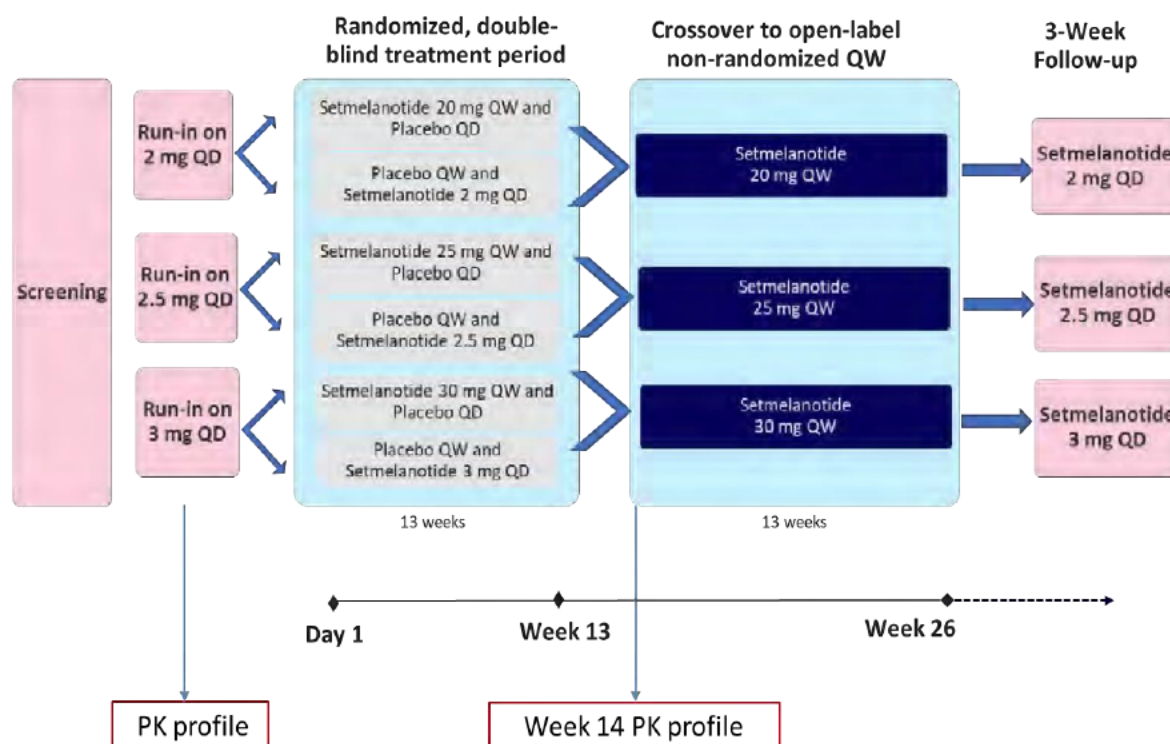 Randomized, double-
blind treatment period
Crossover to open-label
non-randomized QW
3-Week
Follow-up
Screening
Run-in on
2 mg QD
Setmelanotide 20 mg QW and
Placebo QD
Placebo QW and
Setmelanotide 2 mg QD
Setmelanotide
20 mg QW
Setmelanotide
2 mg QD
Run-in on
2.5 mg QD
Setmelanotide 25 mg QW and
Placebo QD
Placebo QW and
Setmelanotide 2.5 mg QD
Setmelanotide
25 mg QW
Setmelanotide
2.5 mg QD
Run-in on
3 mg QD
Setmelanotide 30 mg QW and
Placebo QD
Placebo QW and
Setmelanotide 3 mg QD
Setmelanotide
30 mg QW
Setmelanotide
3 mg QD
13 weeks
13 weeks
Day 1
Week 13
Week 26
PK profile
Week 14 PK profile